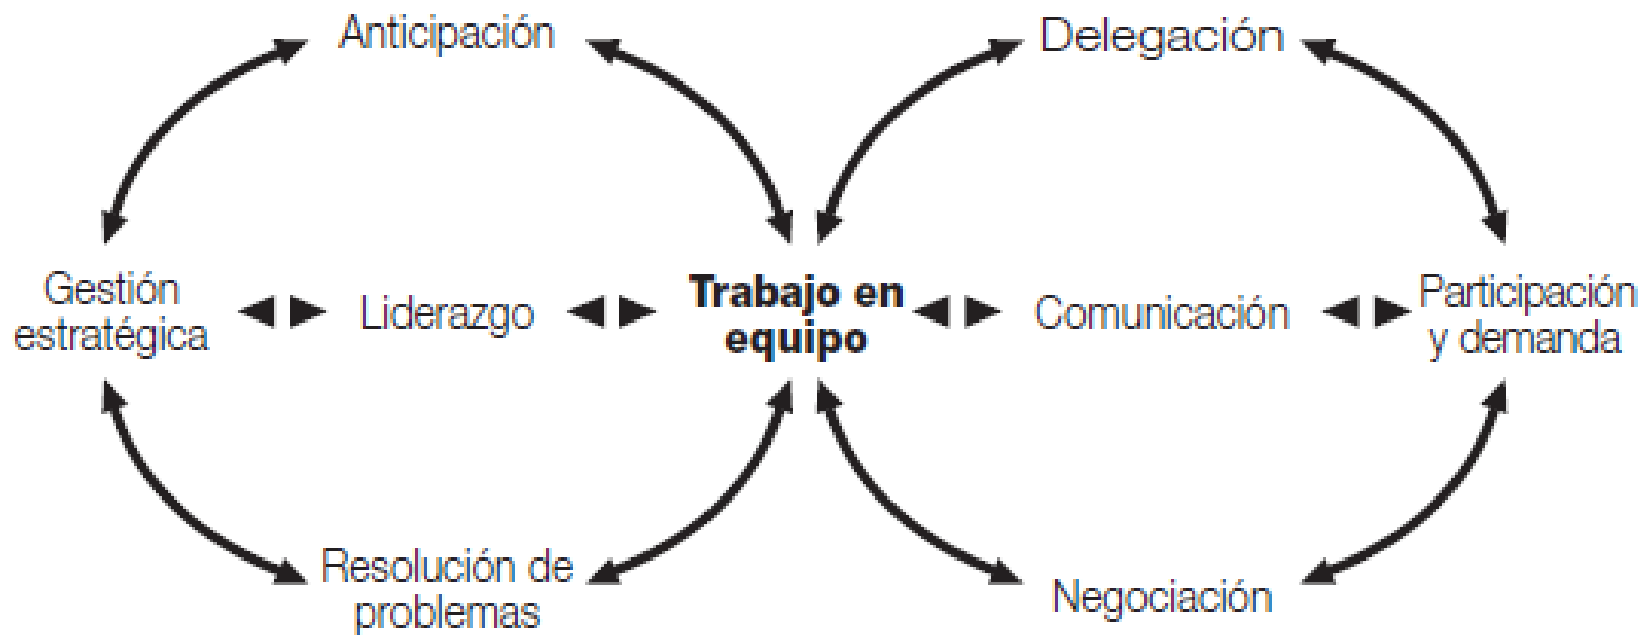 Anticipación
Delegación
Gestión
estratégica
Liderazgo
Trabajo en
equipo
Comunicación
Participación
y demanda
Resolución de
problemas
Negociación